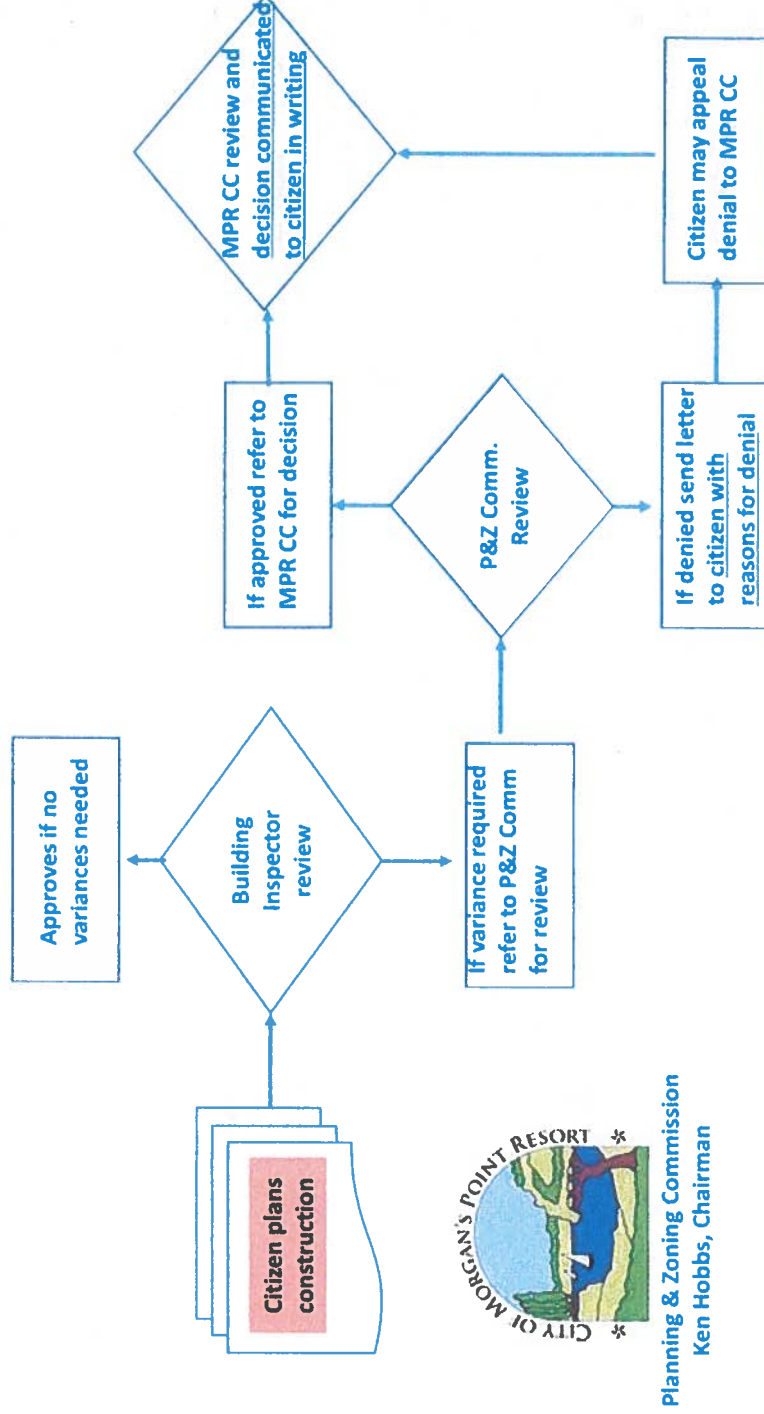 Citizen plans
construction
Building
Inspector
review
Approves if no
variances needed
If variance required
refer to P&Z Comm
for review
P&Z Comm.
Review
If approved refer to
MPR CC for decision
MPR CC review and
decision communicated
to citizen in writing
If denied send letter
to citizen with
reasons for denial
Citizen may appeal
denial to MPR CC
CITY OF MORGAN'S POINT RESORT
Planning & Zoning Commission
Ken Hobbs, Chairman